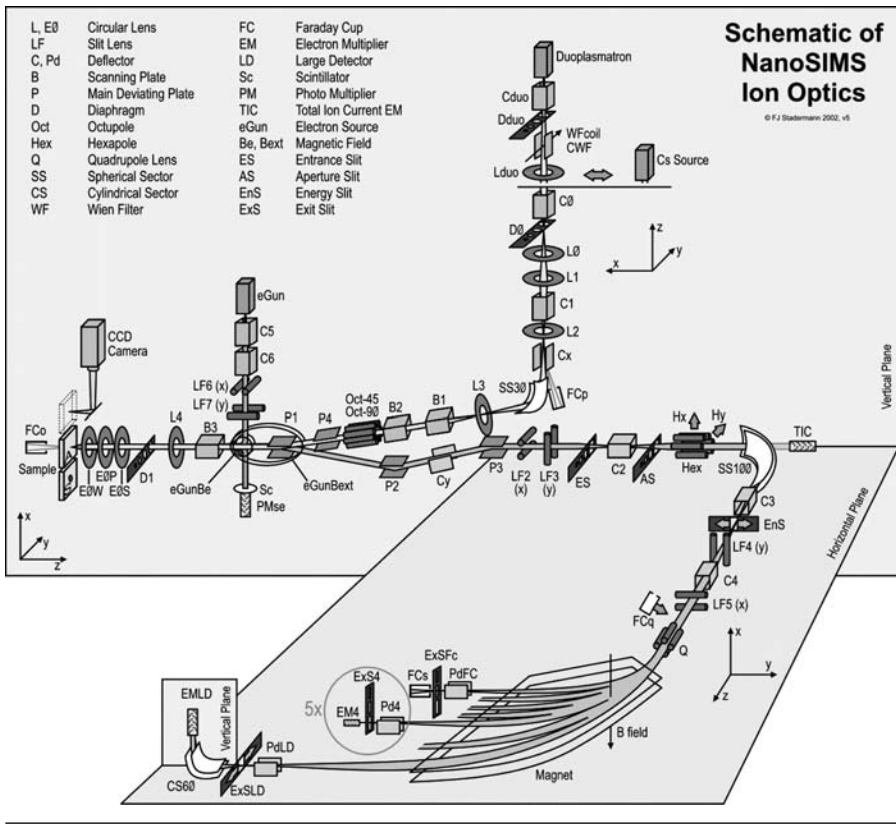 Schematic of
NanoSIMS
Ion Optics
© FJ Stadermann 2002, v5
L, EØ Circular Lens
LF Slit Lens
C, Pd Deflector
B Scanning Plate
P Main Deviating Plate
D Diaphragm
Oct Octupole
Hex Hexapole
Q Quadrupole Lens
SS Spherical Sector
CS Cylindrical Sector
WF Wien Filter
FC Faraday Cup
EM Electron Multiplier
LD Large Detector
Sc Scintillator
PM Photo Multiplier
TIC Total Ion Current EM
eGun Electron Source
Be, Bext Magnetic Field
ES Entrance Slit
AS Aperture Slit
EnS Energy Slit
ExS Exit Slit
Duoplasmatron
Cduo
Dduo
WFcoil
CWF
Lduo
Cs Source
CØ
DØ
LØ
L1
C1
L2
Cx
SS30
FCp
z
y
x
eGun
C5
C6
LF6 (x)
LF7 (y)
CCD
Camera
FCo
Sample
EØW
EØP
EØS
D1
L4
B3
eGunBe
Sc
PMse
P1
eGunBext
P4
Oct-45
Oct-90
B2
B1
L3
P2
Cy
P3
LF2
(x)
LF3
(y)
ES
C2
AS
Hx
Hy
Hex
SS100
TIC
Vertical Plane
Horizontal Plane
x
y
z
C3
EnS
LF4 (y)
C4
LF5 (x)
FCq
Q
x
y
z
ExSFc
FCs
PdFC
5x
ExS4
EM4
Pd4
B field
Magnet
EMLD
Vertical Plane
CS60
ExSLD
PdLD